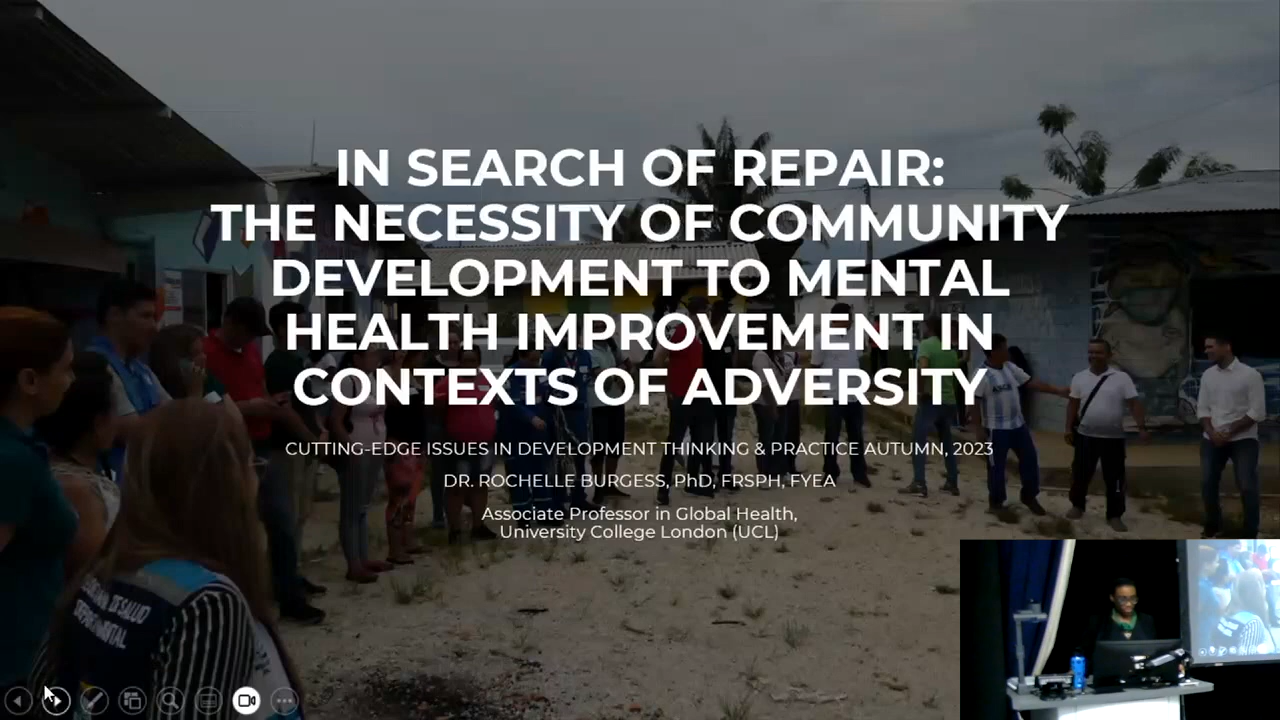 IN SEARCH OF REPAIR:
THE NECESSITY OF COMMUNITY
DEVELOPMENT TO MENTAL
HEALTH IMPROVEMENT IN
CONTEXTS OF ADVERSITY
CUTTING-EDGE ISSUES IN DEVELOPMENT THINKING & PRACTICE AUTUMN, 2023
DR. ROCHELLE BURGESS, PhD, FRSPH, FYEA
Associate Professor in Global Health,
University College London (UCL)